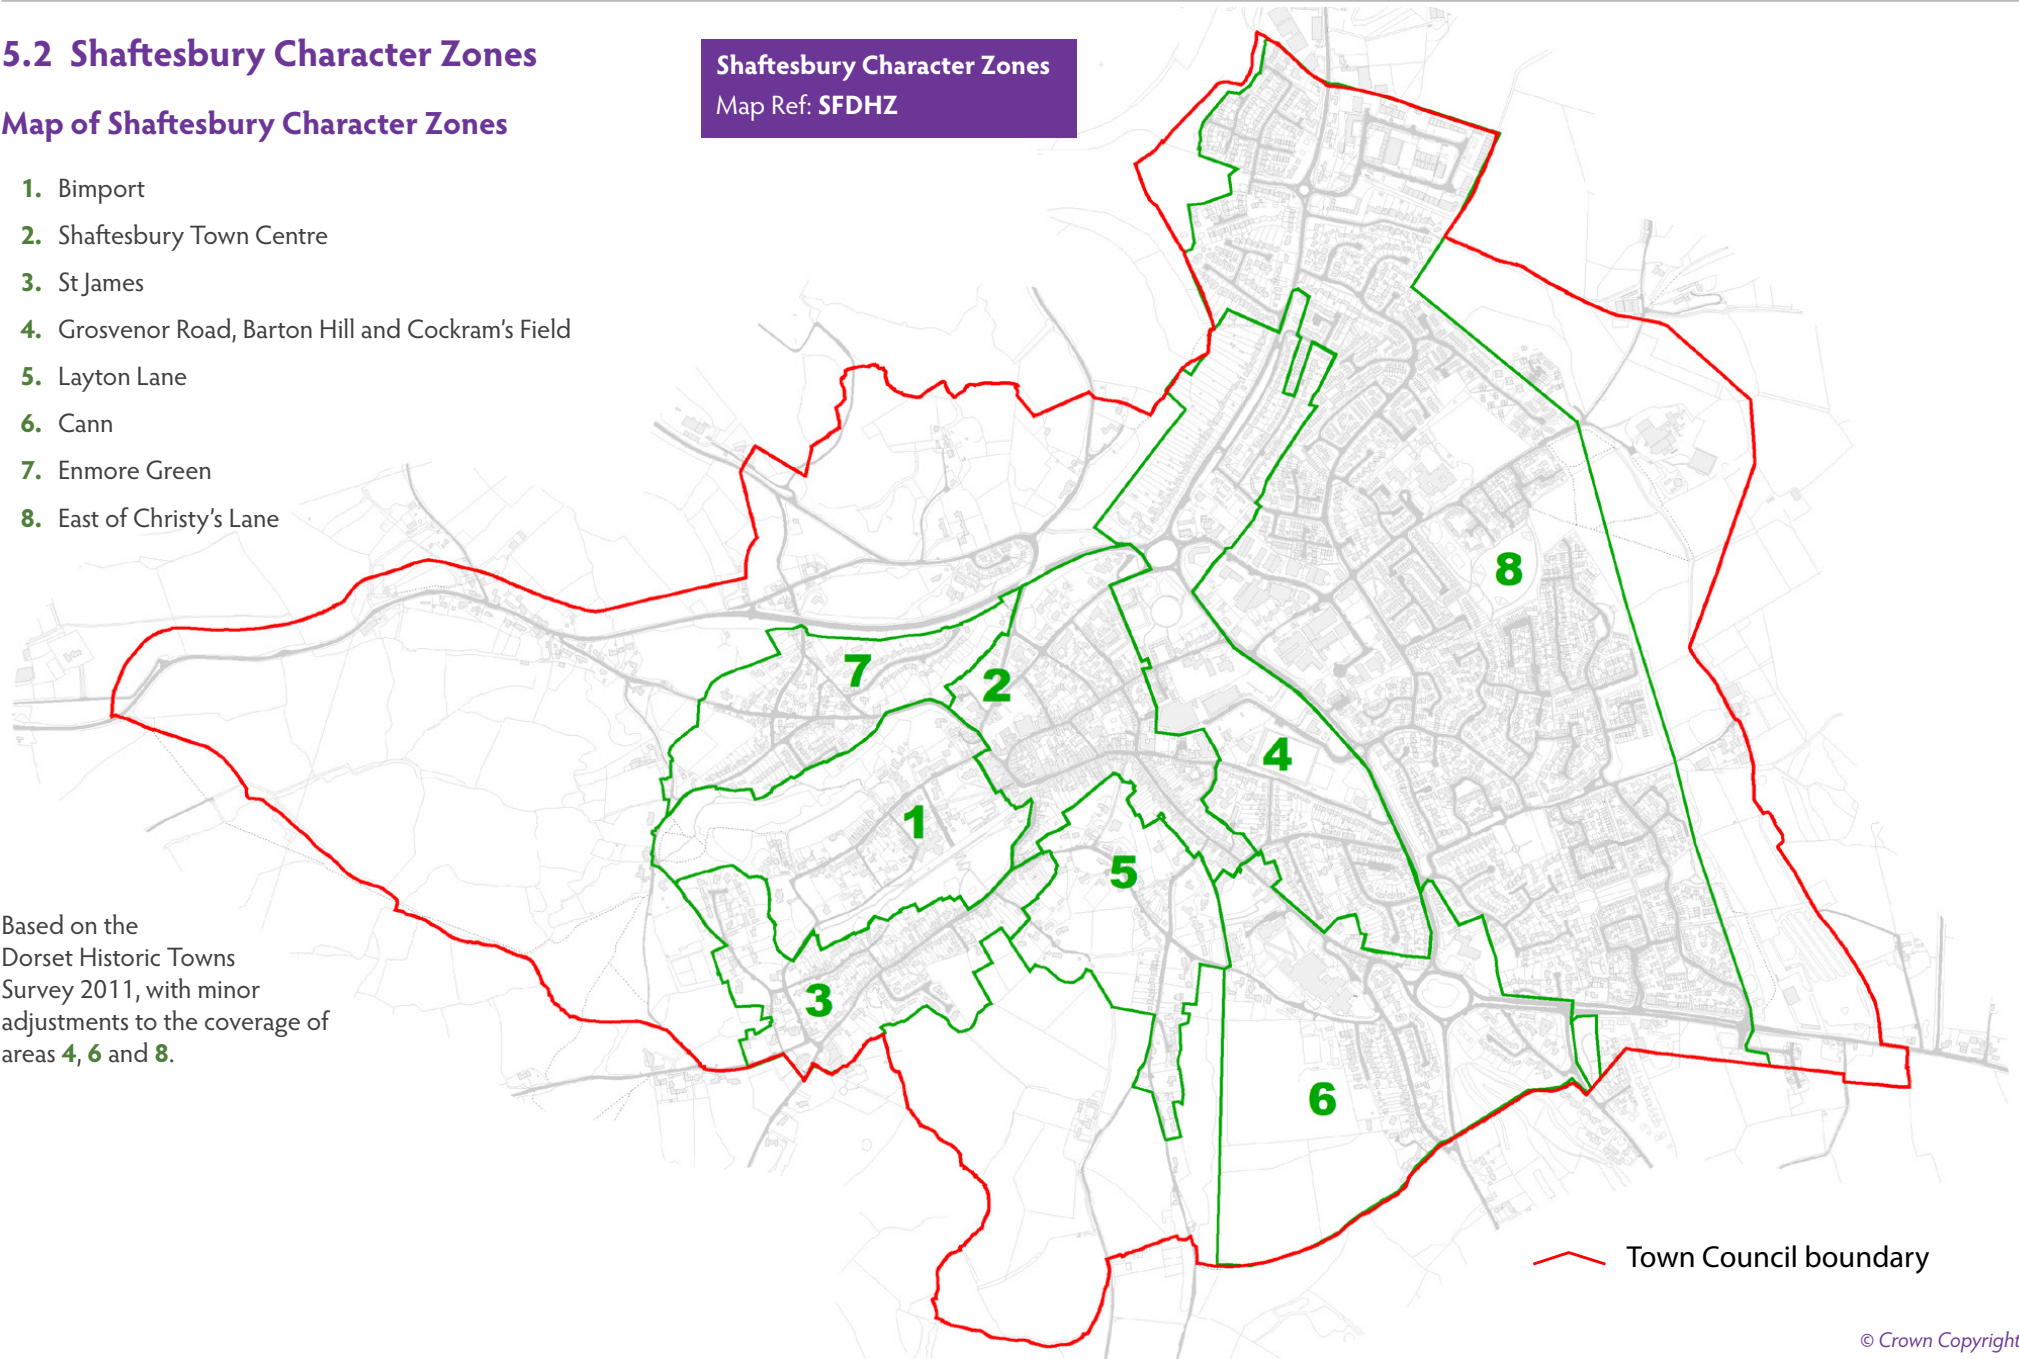 5.2 Shaftesbury Character Zones
Map of Shaftesbury Character Zones
1. Bimport
2. Shaftesbury Town Centre
3. St James
4. Grosvenor Road, Barton Hill and Cockram's Field
5. Layton Lane
6. Cann
7. Enmore Green
8. East of Christy's Lane
Shaftesbury Character Zones
Map Ref: SFDHZ
8
7
2
4
1
5
3
6
Based on the
Dorset Historic Towns
Survey 2011, with minor
adjustments to the coverage of
areas 4, 6 and 8.
Town Council boundary
© Crown Copyright